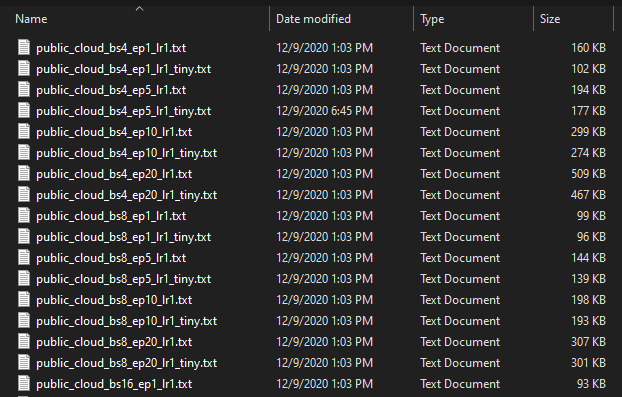 Name Date modified Type Size
public_cloud_bs4_ep1_lr1.txt 12/9/2020 1:03 PM Text Document 160 KB
public_cloud_bs4_ep1_lr1_tiny.txt 12/9/2020 1:03 PM Text Document 102 KB
public_cloud_bs4_ep5_lr1.txt 12/9/2020 1:03 PM Text Document 194 KB
public_cloud_bs4_ep5_lr1_tiny.txt 12/9/2020 6:45 PM Text Document 177 KB
public_cloud_bs4_ep10_lr1.txt 12/9/2020 1:03 PM Text Document 299 KB
public_cloud_bs4_ep10_lr1_tiny.txt 12/9/2020 1:03 PM Text Document 274 KB
public_cloud_bs4_ep20_lr1.txt 12/9/2020 1:03 PM Text Document 509 KB
public_cloud_bs4_ep20_lr1_tiny.txt 12/9/2020 1:03 PM Text Document 467 KB
public_cloud_bs8_ep1_lr1.txt 12/9/2020 1:03 PM Text Document 99 KB
public_cloud_bs8_ep1_lr1_tiny.txt 12/9/2020 1:03 PM Text Document 96 KB
public_cloud_bs8_ep5_lr1.txt 12/9/2020 1:03 PM Text Document 144 KB
public_cloud_bs8_ep5_lr1_tiny.txt 12/9/2020 1:03 PM Text Document 139 KB
public_cloud_bs8_ep10_lr1.txt 12/9/2020 1:03 PM Text Document 198 KB
public_cloud_bs8_ep10_lr1_tiny.txt 12/9/2020 1:03 PM Text Document 193 KB
public_cloud_bs8_ep20_lr1.txt 12/9/2020 1:03 PM Text Document 307 KB
public_cloud_bs8_ep20_lr1_tiny.txt 12/9/2020 1:03 PM Text Document 301 KB
public_cloud_bs16_ep1_lr1.txt 12/9/2020 1:03 PM Text Document 93 KB